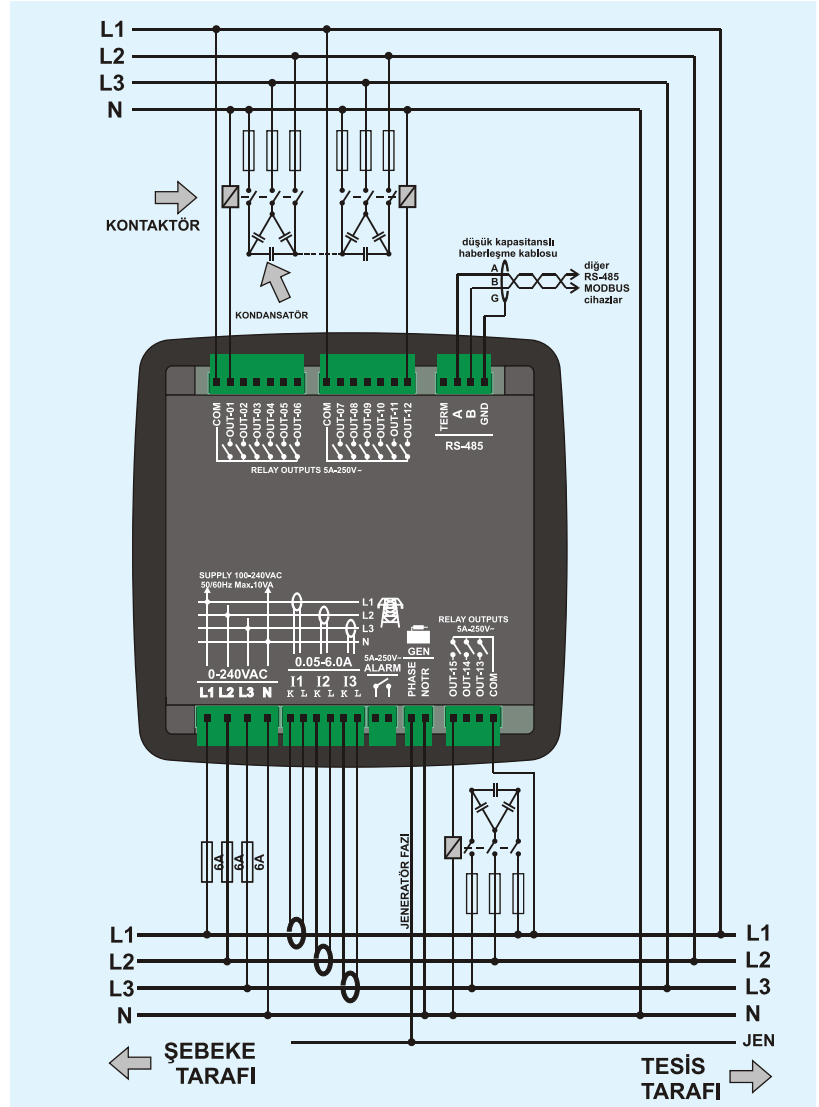 L1
L2
L3
N
KONTAKTÖR
KONDANSATÖR
düşük kapasitanslı
haberleşme kablosu
A
B
G
diğer
RS-485
MODBUS
cihazlar
COM
OUT-01
OUT-02
OUT-03
OUT-04
OUT-05
OUT-06
COM
OUT-07
OUT-08
OUT-09
OUT-10
OUT-11
OUT-12
TERM
A
B
GND
RELAY OUTPUTS 5A-250V~
RS-485
SUPPLY 100-240VAC
50/60Hz Max.10VA
L1
L2
L3
N
0-240VAC
L1 L2 L3 N
0.05-6.0A
I1 I2 I3
K L K L K L
5A-250V~
ALARM
GEN
PHASE
NOTR
RELAY OUTPUTS
5A-250V~
OUT-15
OUT-14
OUT-13
COM
6A
6A
6A
JENERATÖR FAZI
L1
L2
L3
N
L1
L2
L3
N
JEN
ŞEBEKE
TARAFI
TESİS
TARAFI